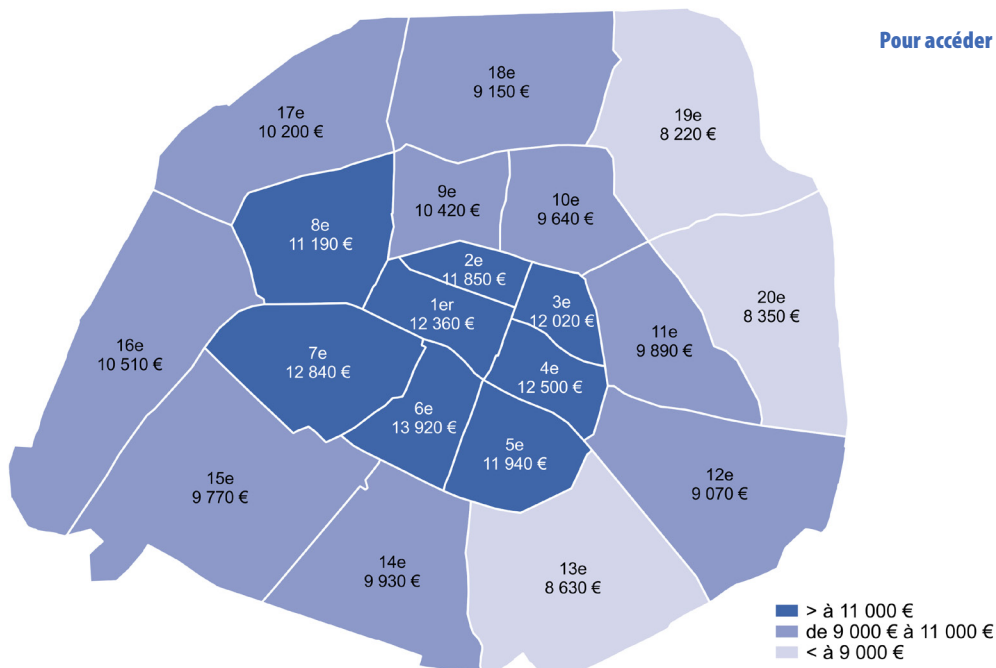 Pour accéder
18e
9 150 €
17e
10 200 €
19e
8 220 €
9e
10 420 €
10e
9 640 €
8e
11 190 €
2e
11 850 €
1er
12 360 €
3e
12 020 €
20e
8 350 €
11e
9 890 €
16e
10 510 €
7e
12 840 €
4e
12 500 €
6e
13 920 €
5e
11 940 €
15e
9 770 €
12e
9 070 €
14e
9 930 €
13e
8 630 €
> à 11 000 €
de 9 000 € à 11 000 €
< à 9 000 €